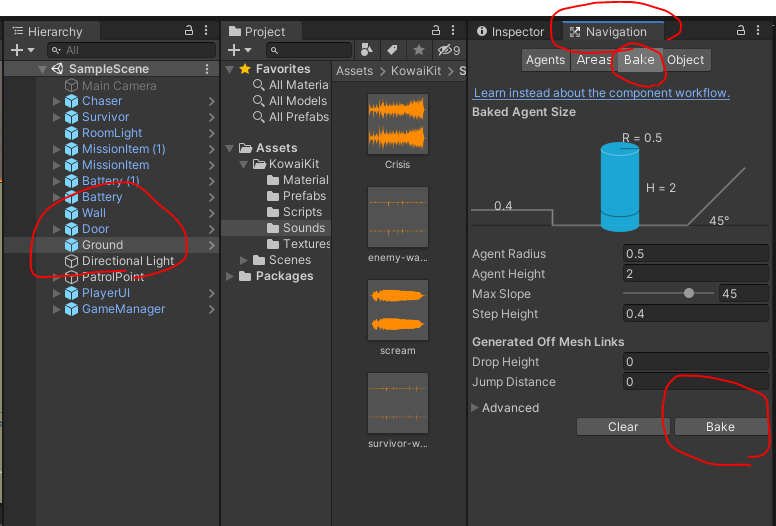 Hierarchy
All
SampleScene
Main Camera
Chaser
Survivor
RoomLight
MissionItem (1)
MissionItem
Battery (1)
Battery
Wall
Door
Ground
Directional Light
PatrolPoint
PlayerUI
GameManager
Project
9
Favorites
All Materia
All Models
All Prefabs
Assets
KowaiKit
Material
Prefabs
Scripts
Sounds
Textures
Scenes
Packages
Assets > KowaiKit > S
Crisis
enemy-wa...
scream
survivor-w...
Inspector
Navigation
Agents Areas Bake Object
Learn instead about the component workflow.
Baked Agent Size
R = 0.5
H = 2
0.4
45°
Agent Radius 0.5
Agent Height 2
Max Slope 45
Step Height 0.4
Generated Off Mesh Links
Drop Height 0
Jump Distance 0
Advanced
Clear Bake